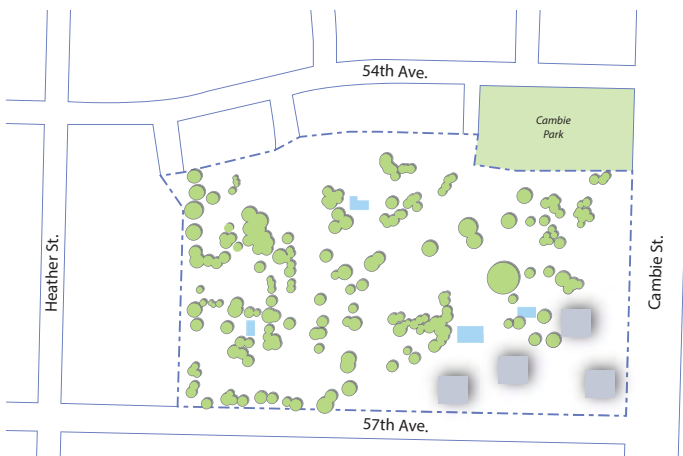 54th Ave.
Cambie
Park
Heather St.
Cambie St.
57th Ave.